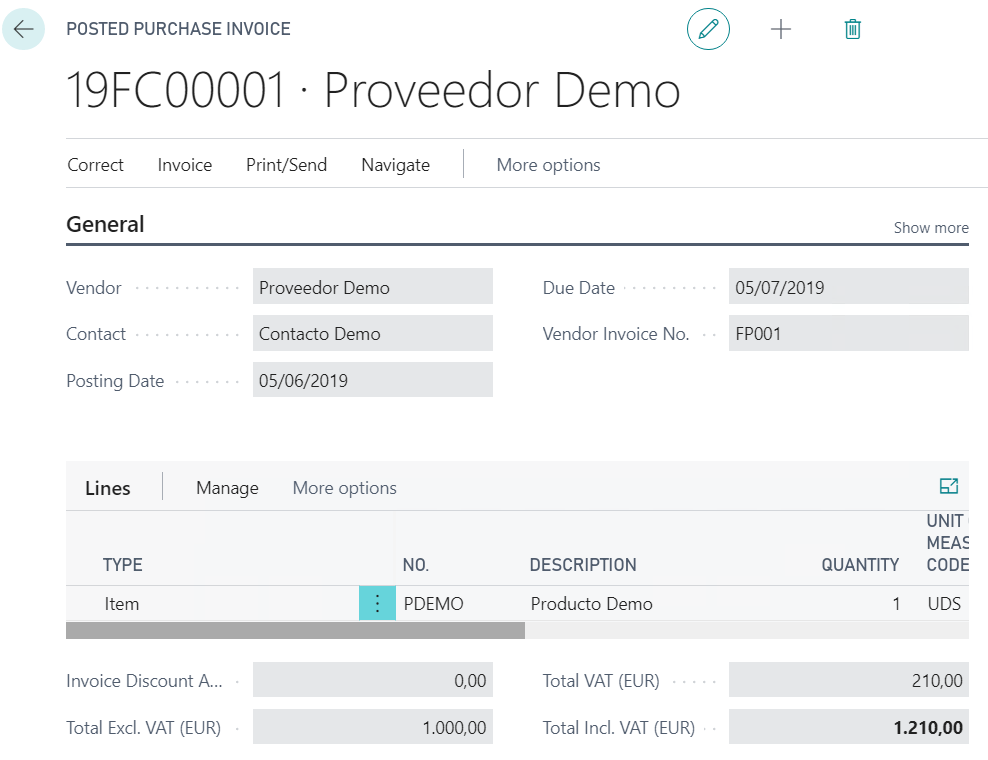 POSTED PURCHASE INVOICE
19FC00001 · Proveedor Demo
Correct Invoice Print/Send Navigate More options
General Show more
Vendor Proveedor Demo Due Date 05/07/2019
Contact Contacto Demo Vendor Invoice No. FP001
Posting Date 05/06/2019
Lines Manage More options
UNIT
MEAS
TYPE NO. DESCRIPTION QUANTITY CODE
Item PDEMO Producto Demo 1 UDS
Invoice Discount A... 0,00 Total VAT (EUR) 210,00
Total Excl. VAT (EUR) 1.000,00 Total Incl. VAT (EUR) 1.210,00